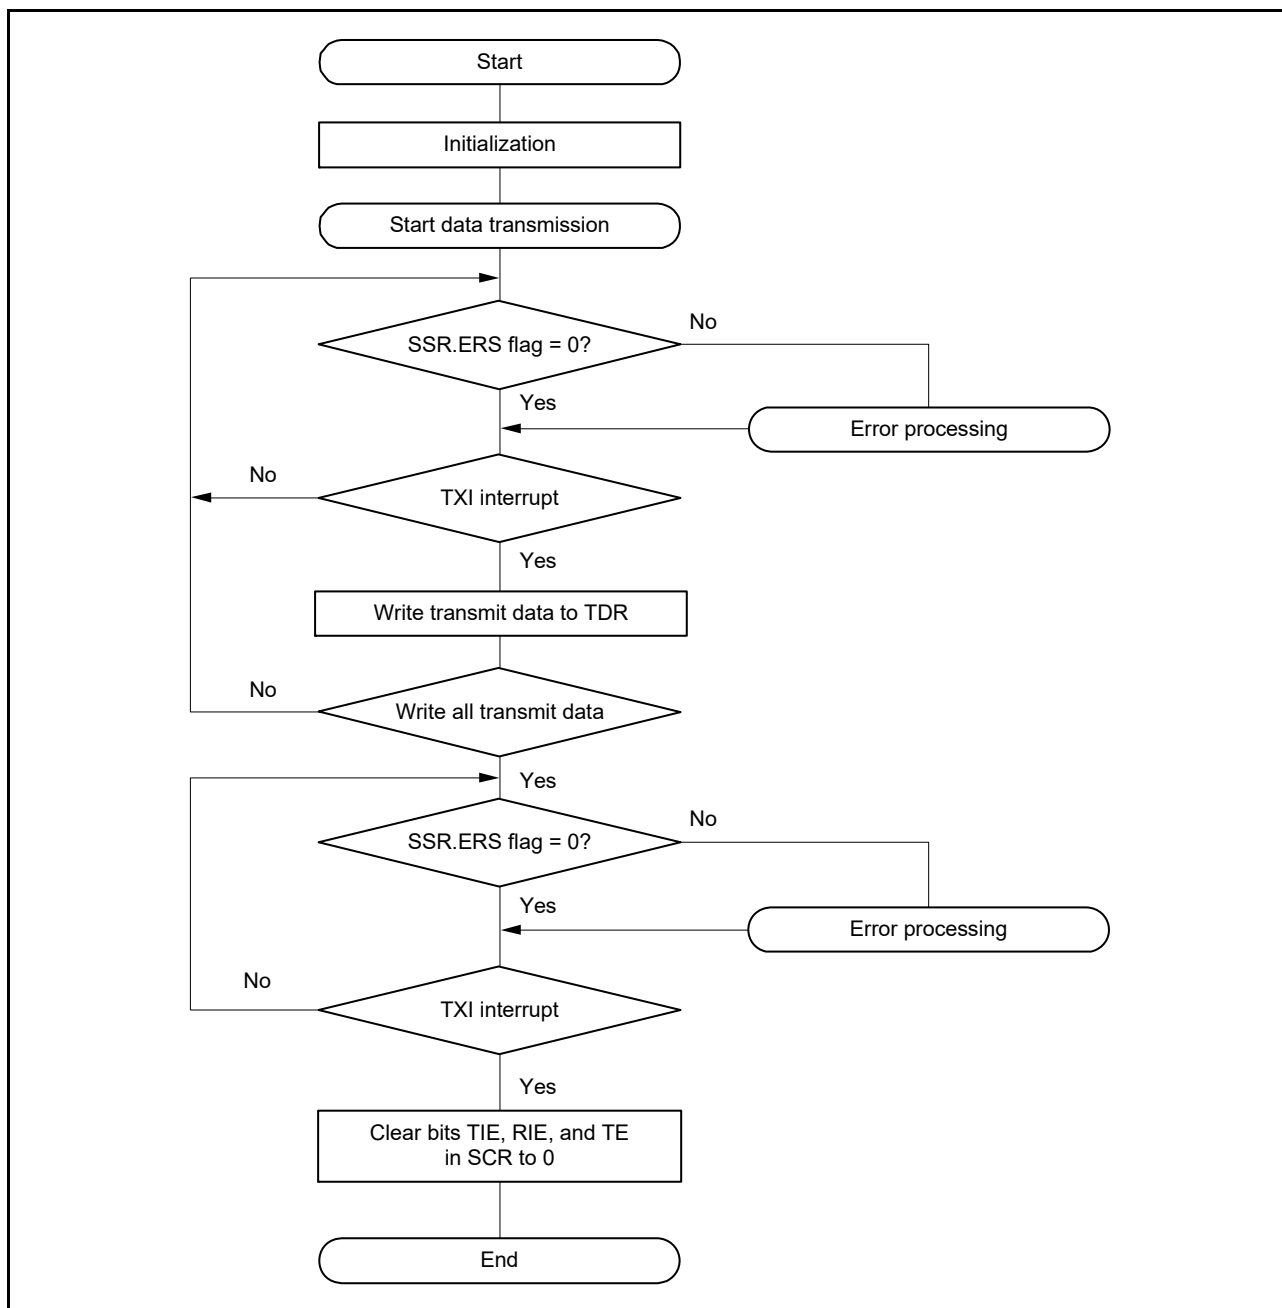 Start
Initialization
Start data transmission
SSR.ERS flag = 0?
No
Yes
Error processing
No
TXI interrupt
Yes
Write transmit data to TDR
No
Write all transmit data
Yes
SSR.ERS flag = 0?
No
Yes
Error processing
No
TXI interrupt
Yes
Clear bits TIE, RIE, and TE
in SCR to 0
End